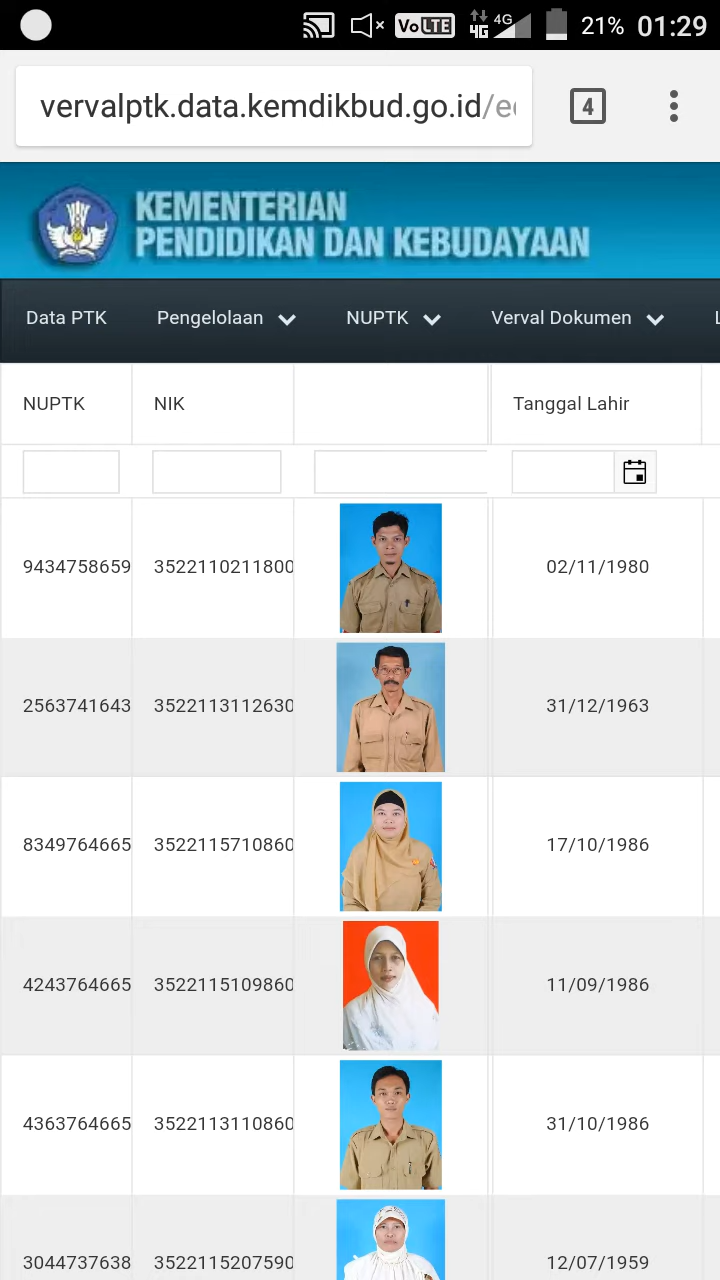 VoLTE 4G 4G 21% 01:29
vervalptk.data.kemdikbud.go.id/e
4
KEMENTERIAN
PENDIDIKAN DAN KEBUDAYAAN
Data PTK Pengelolaan NUPTK Verval Dokumen
NUPTK NIK Tanggal Lahir
9434758659 3522110211800 02/11/1980
2563741643 3522113112630 31/12/1963
8349764665 3522115710860 17/10/1986
4243764665 3522115109860 11/09/1986
4363764665 3522113110860 31/10/1986
3044737638 3522115207590 12/07/1959